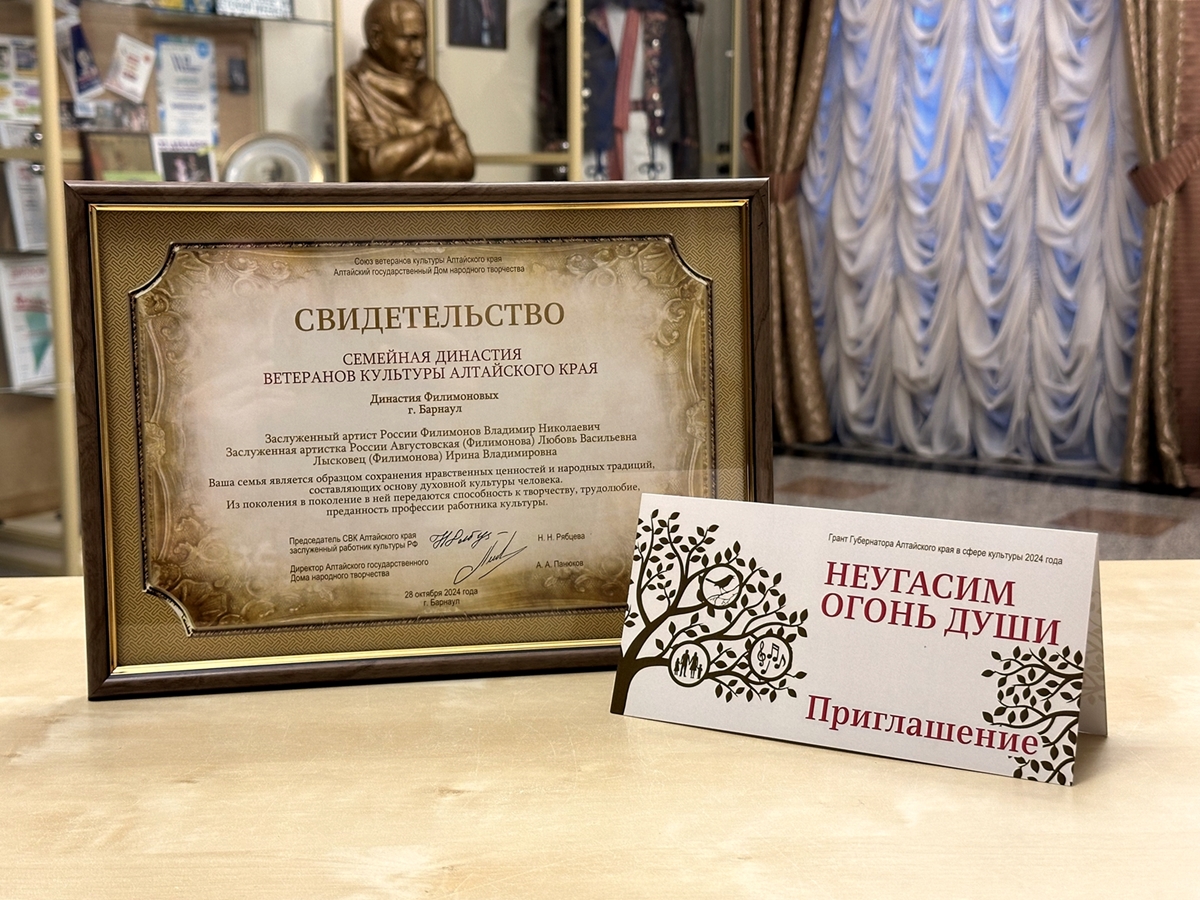 Союз ветеранов культуры Алтайского края
Алтайский государственный Дом народного творчества
СВИДЕТЕЛЬСТВО
СЕМЕЙНАЯ ДИНАСТИЯ
ВЕТЕРАНОВ КУЛЬТУРЫ АЛТАЙСКОГО КРАЯ
Династия Филимоновых
г. Барнаул
Заслуженный артист России Филимонов Владимир Николаевич
Заслуженная артистка России Августовская (Филимонова) Любовь Васильевна
Лысковец (Филимонова) Ирина Владимировна
Ваша семья является образцом сохранения нравственных ценностей и народных традиций,
составляющих основу духовной культуры человека.
Из поколения в поколение в ней передаются способность к творчеству, трудолюбие,
преданность профессии работника культуры.
Председатель СВК Алтайского края
заслуженный работник культуры РФ
Н. Н. Рябцева
Директор Алтайского государственного
Дома народного творчества
А. А. Панюков
28 октября 2024 года
г. Барнаул
Грант Губернатора Алтайского края в сфере культуры 2024 года
НЕУГАСИМ
ОГОНЬ ДУШИ
Приглашение